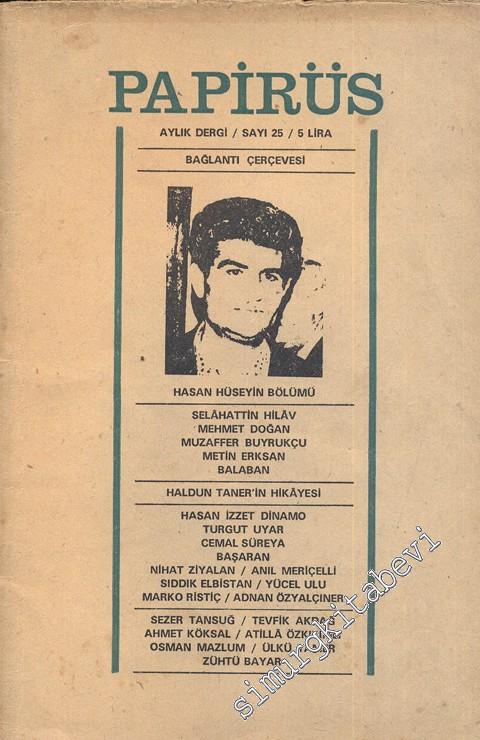 PAPİRÜS
AYLIK DERGİ / SAYI 25 / 5 LİRA
BAĞLANTI ÇERÇEVESİ
HASAN HÜSEYİN BÖLÜMÜ
SELÂHATTİN HİLÂV
MEHMET DOĞAN
MUZAFFER BUYRUKÇU
METİN ERKSAN
BALABAN
HALDUN TANER'İN HİKÂYESİ
HASAN İZZET DİNAMO
TURGUT UYAR
CEMAL SÜREYA
BAŞARAN
NİHAT ZİYALAN / ANIL MERİÇELLİ
SIDDIK ELBİSTAN / YÜCEL ULU
MARKO RİSTİÇ / ADNAN ÖZYALÇINER
SEZER TANSUĞ / TEVFİK
AHMET KÖKSAL / ATİLLÂ
OSMAN MAZLUM / ÜLKÜ
ZÜHTÜ BAYAR
simurgkitabevi